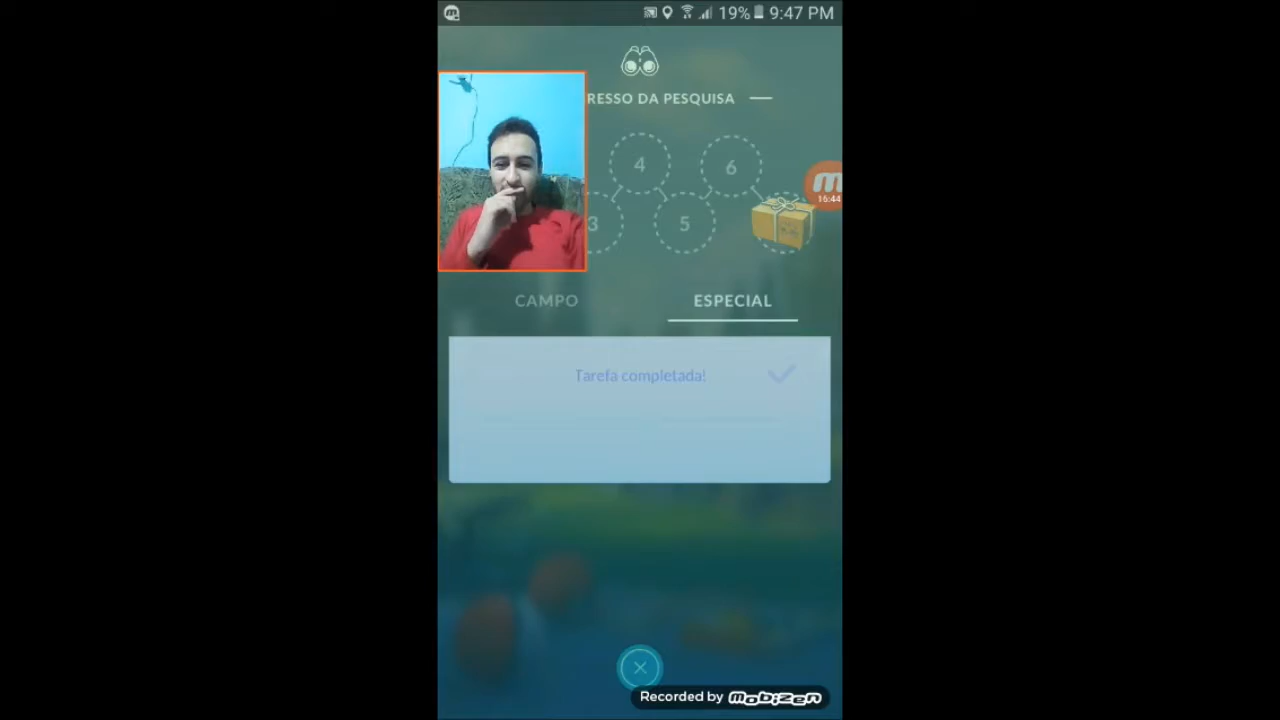 19% 9:47 PM
RESSO DA PESQUISA
4
6
16:44
3
5
CAMPO
ESPECIAL
Tarefa completada!
Recorded by mobizen